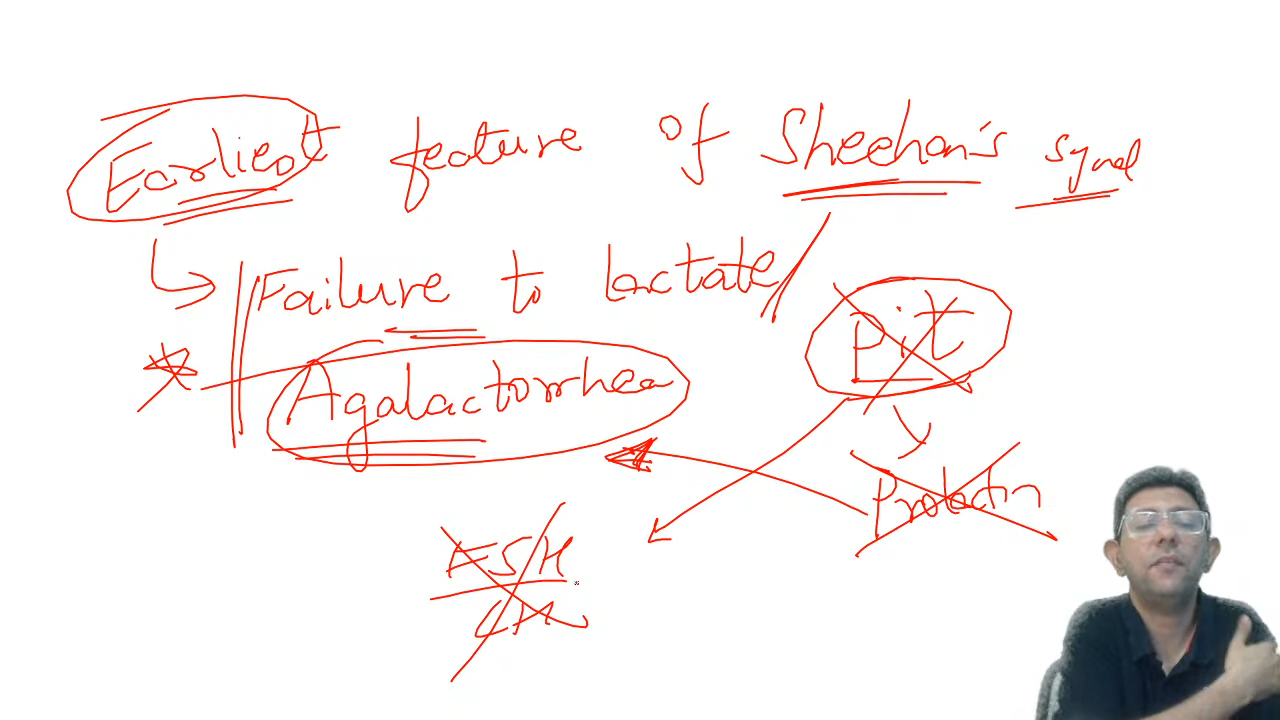 Earliest feature of Sheehan's synd
Failure to lactate
Pit
Agalactorrhea
Prolactin
FSH
LH